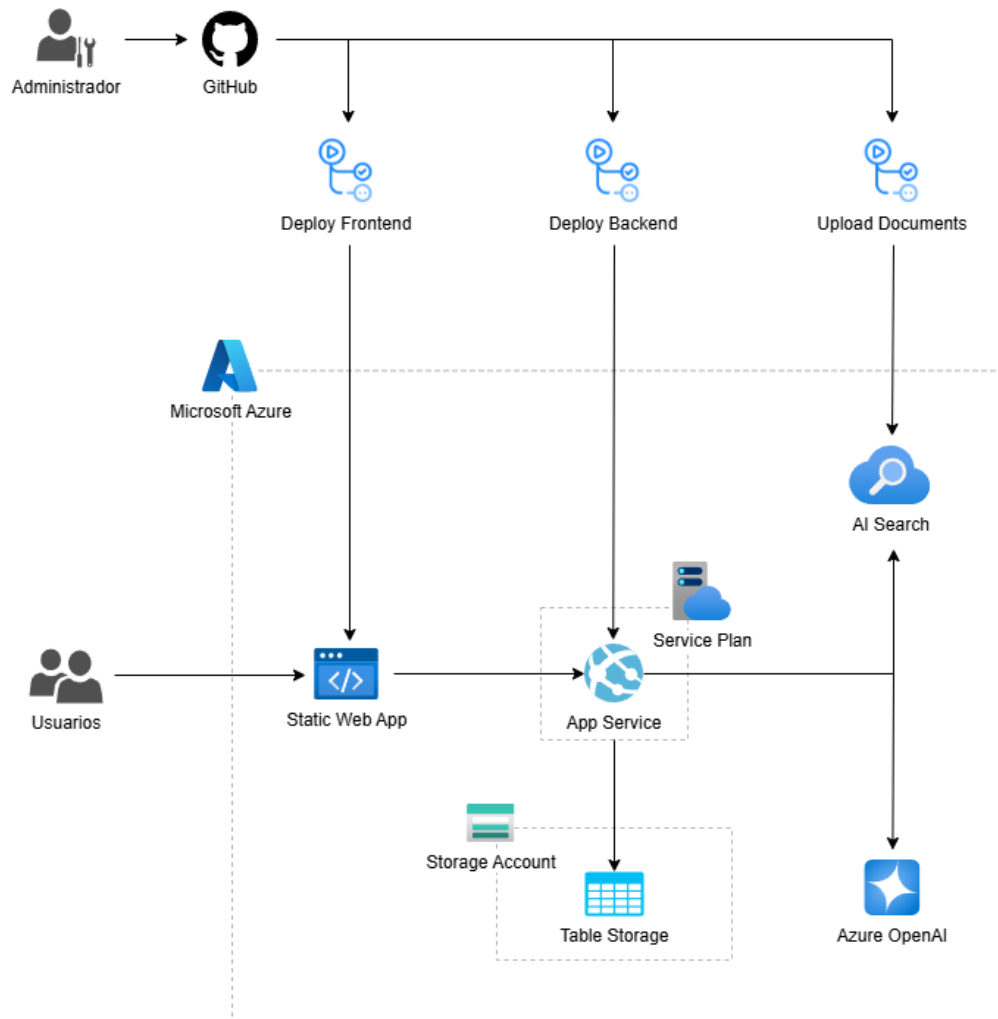 Administrador
GitHub
Deploy Frontend
Deploy Backend
Upload Documents
Microsoft Azure
AI Search
Service Plan
Usuarios
Static Web App
App Service
Storage Account
Table Storage
Azure OpenAI